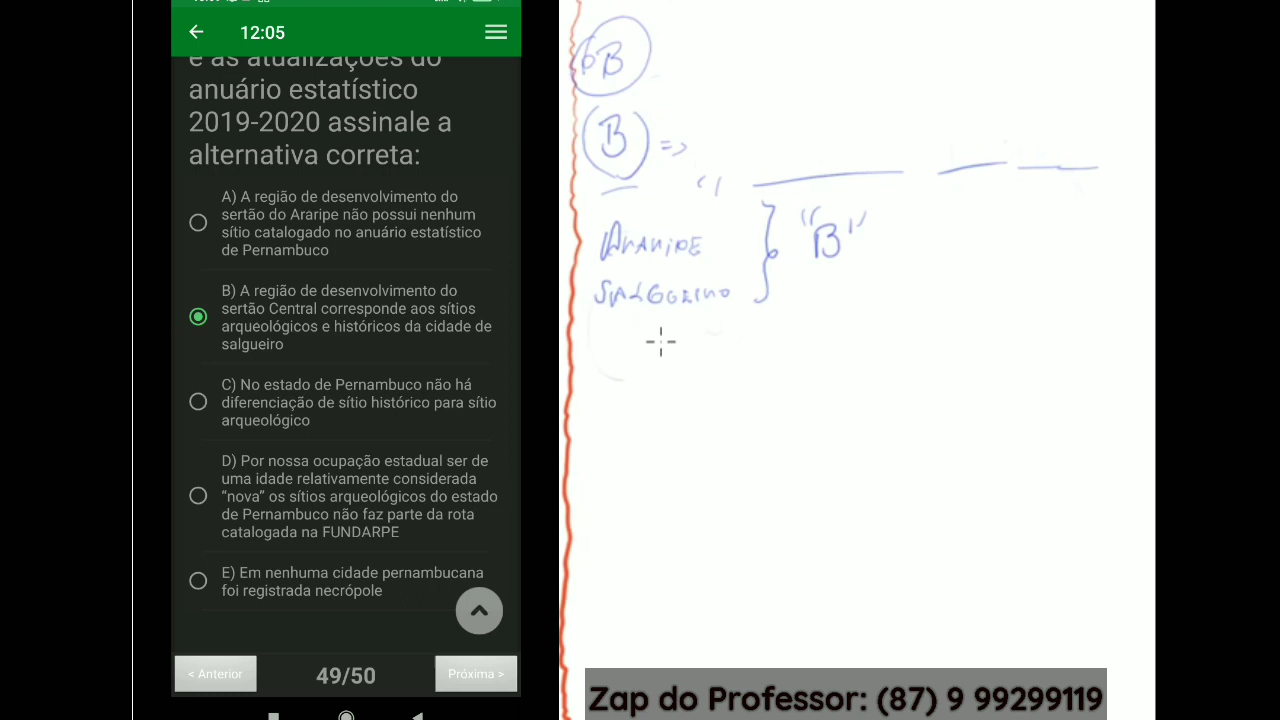 12:05
e as atualizações do
anuário estatístico
2019-2020 assinale a
alternativa correta:
A) A região de desenvolvimento do
sertão do Araripe não possui nenhum
sítio catalogado no anuário estatístico
de Pernambuco
B) A região de desenvolvimento do
sertão Central corresponde aos sítios
arqueológicos e históricos da cidade de
salgueiro
C) No estado de Pernambuco não há
diferenciação de sítio histórico para sítio
arqueológico
D) Por nossa ocupação estadual ser de
uma idade relativamente considerada
“nova” os sítios arqueológicos do estado
de Pernambuco não faz parte da rota
catalogada na FUNDARPE
E) Em nenhuma cidade pernambucana
foi registrada necrópole
< Anterior
49/50
Próxima >
B
B =>
ARARIPE
"B"
SALGUEIRO
Zap do Professor: (87) 9 99299119